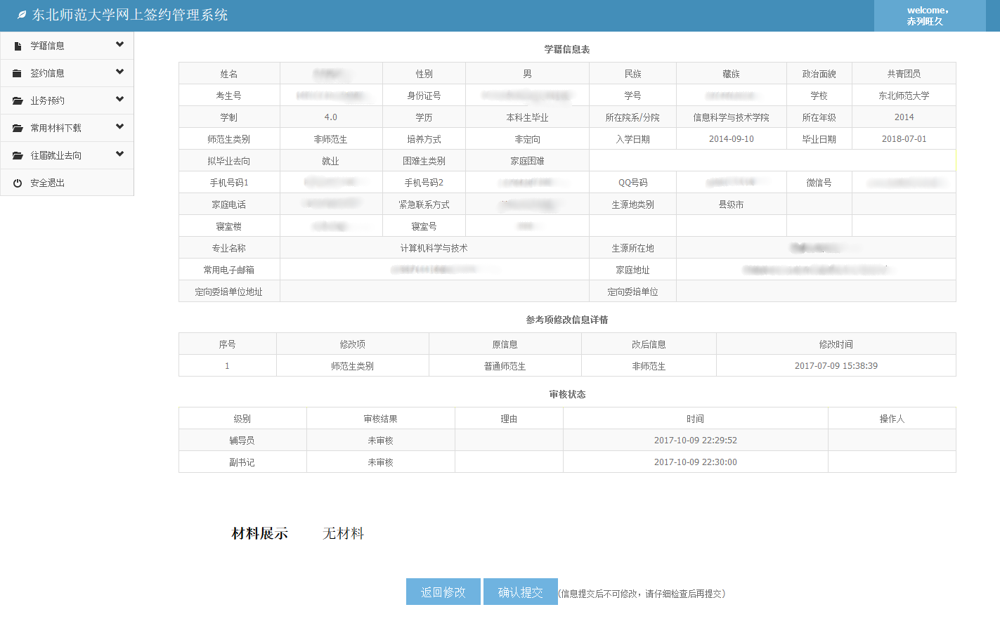 东北师范大学网上签约管理系统
welcome,
赤列旺久
学籍信息
签约信息
业务预约
常用材料下载
往届就业去向
安全退出
学籍信息表
姓名 性别 男 民族 藏族 政治面貌 共青团员
考生号 身份证号 学号 学校 东北师范大学
学制 4.0 学历 本科生毕业 所在院系/分院 信息科学与技术学院 所在年级 2014
师范生类别 非师范生 培养方式 非定向 入学日期 2014-09-10 毕业日期 2018-07-01
拟毕业去向 就业 困难生类别 家庭困难
手机号码1 手机号码2 QQ号码 微信号
家庭电话 紧急联系方式 生源地类别 县级市
寝室楼 寝室号
专业名称 计算机科学与技术 生源所在地
常用电子邮箱 家庭地址
定向委培单位地址 定向委培单位
参考项修改信息详情
序号 修改项 原信息 改后信息 修改时间
1 师范生类别 普通师范生 非师范生 2017-07-09 15:38:39
审核状态
级别 审核结果 理由 时间 操作人
辅导员 未审核 2017-10-09 22:29:52
副书记 未审核 2017-10-09 22:30:00
材料展示 无材料
返回修改 确认提交 (信息提交后不可修改，请仔细检查后再提交)